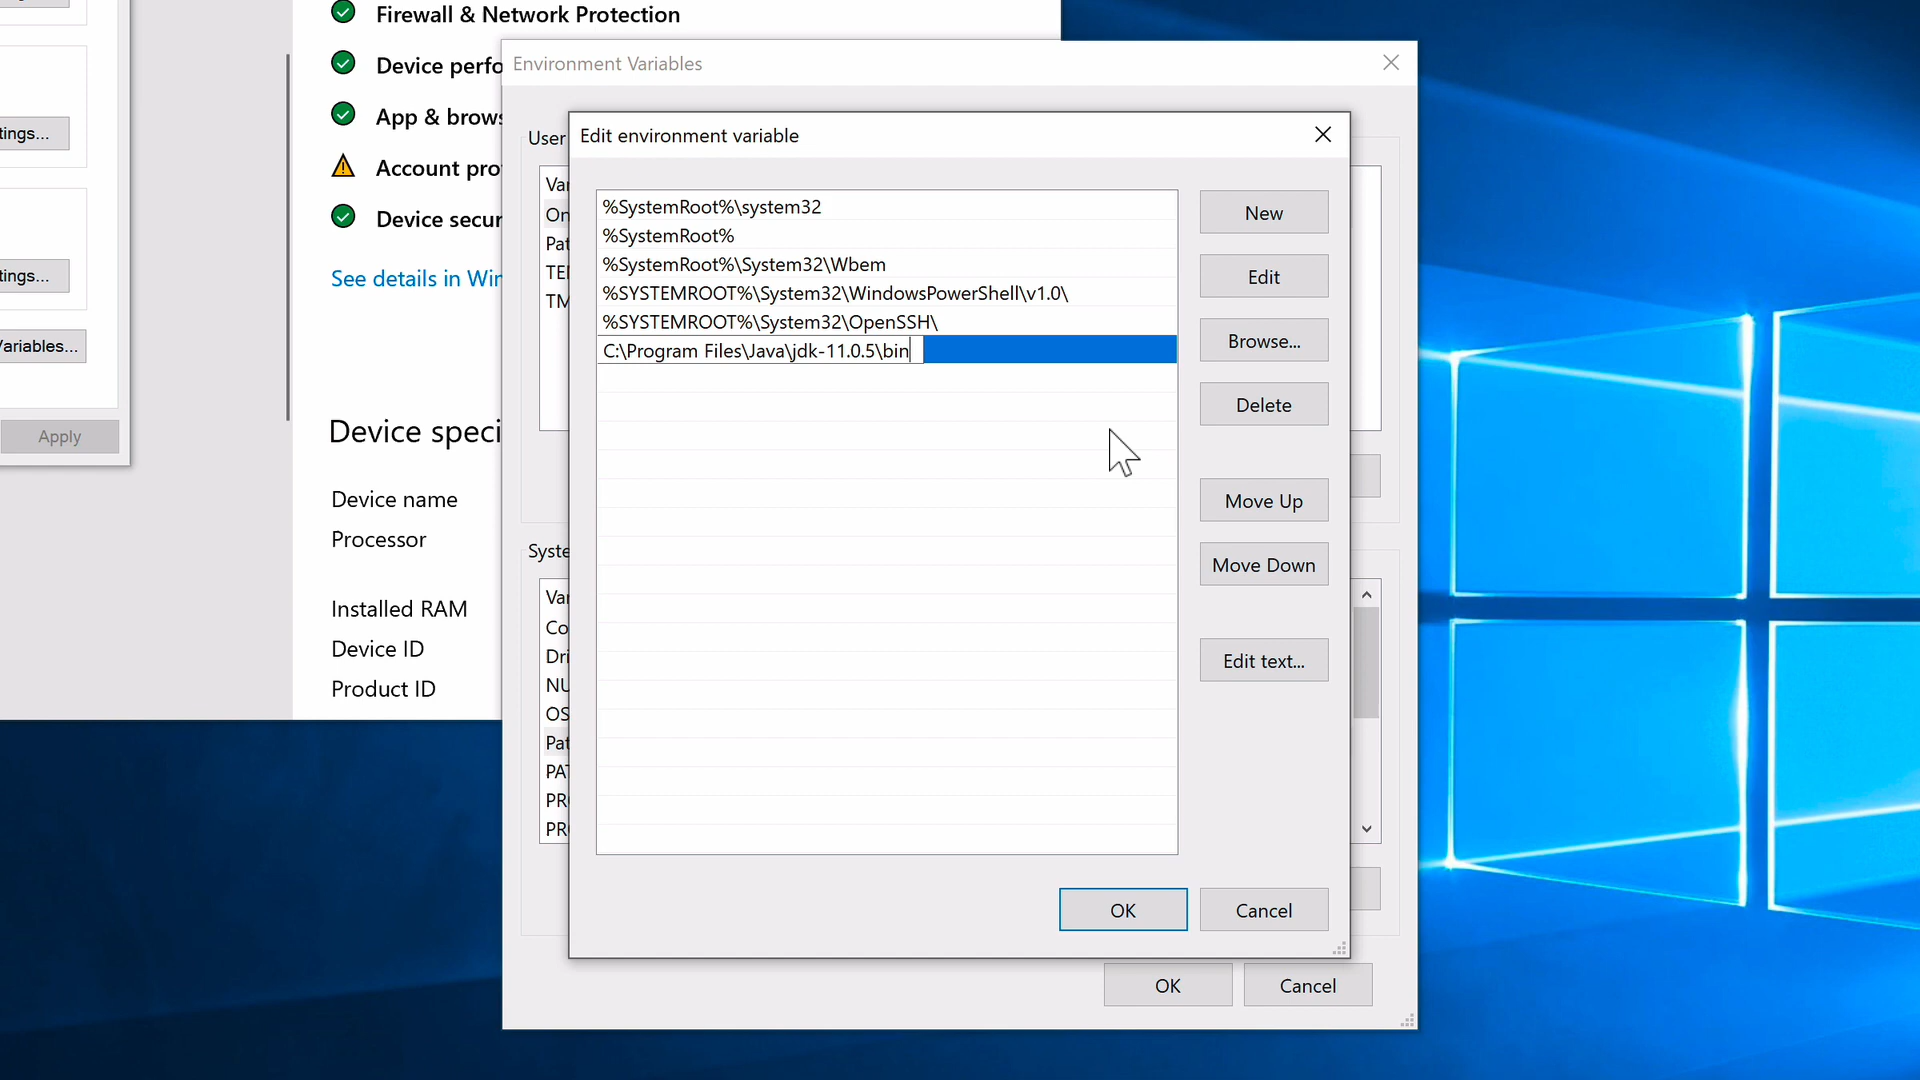 Firewall & Network Protection
Device perfo
App & brows
Account pro
Device secur
See details in Wir
tings...
tings...
Variables...
Apply
Device speci
Device name
Processor
Installed RAM
Device ID
Product ID
Environment Variables
User
Var
On
Pat
TEI
TM
Syste
Var
Co
Dri
NU
OS
Pat
PA
PR
PR
Edit environment variable
%SystemRoot%\system32
%SystemRoot%
%SystemRoot%\System32\Wbem
%SYSTEMROOT%\System32\WindowsPowerShell\v1.0\
%SYSTEMROOT%\System32\OpenSSH\
C:\Program Files\Java\jdk-11.0.5\bin
New
Edit
Browse...
Delete
Move Up
Move Down
Edit text...
OK
Cancel
OK
Cancel